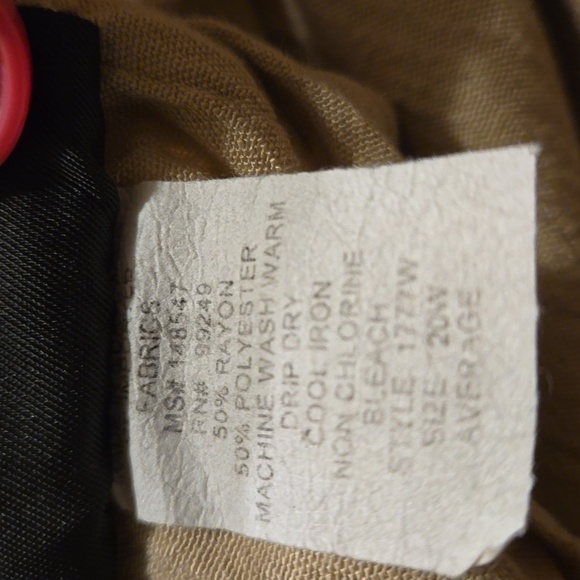 FABRICS
MS# 148547
RN# 99249
50% RAYON
50% POLYESTER
MACHINE WASH WARM
DRIP DRY
COOL IRON
NON CHLORINE
BLEACH
STYLE 1777W
SIZE 20W
AVERAGE